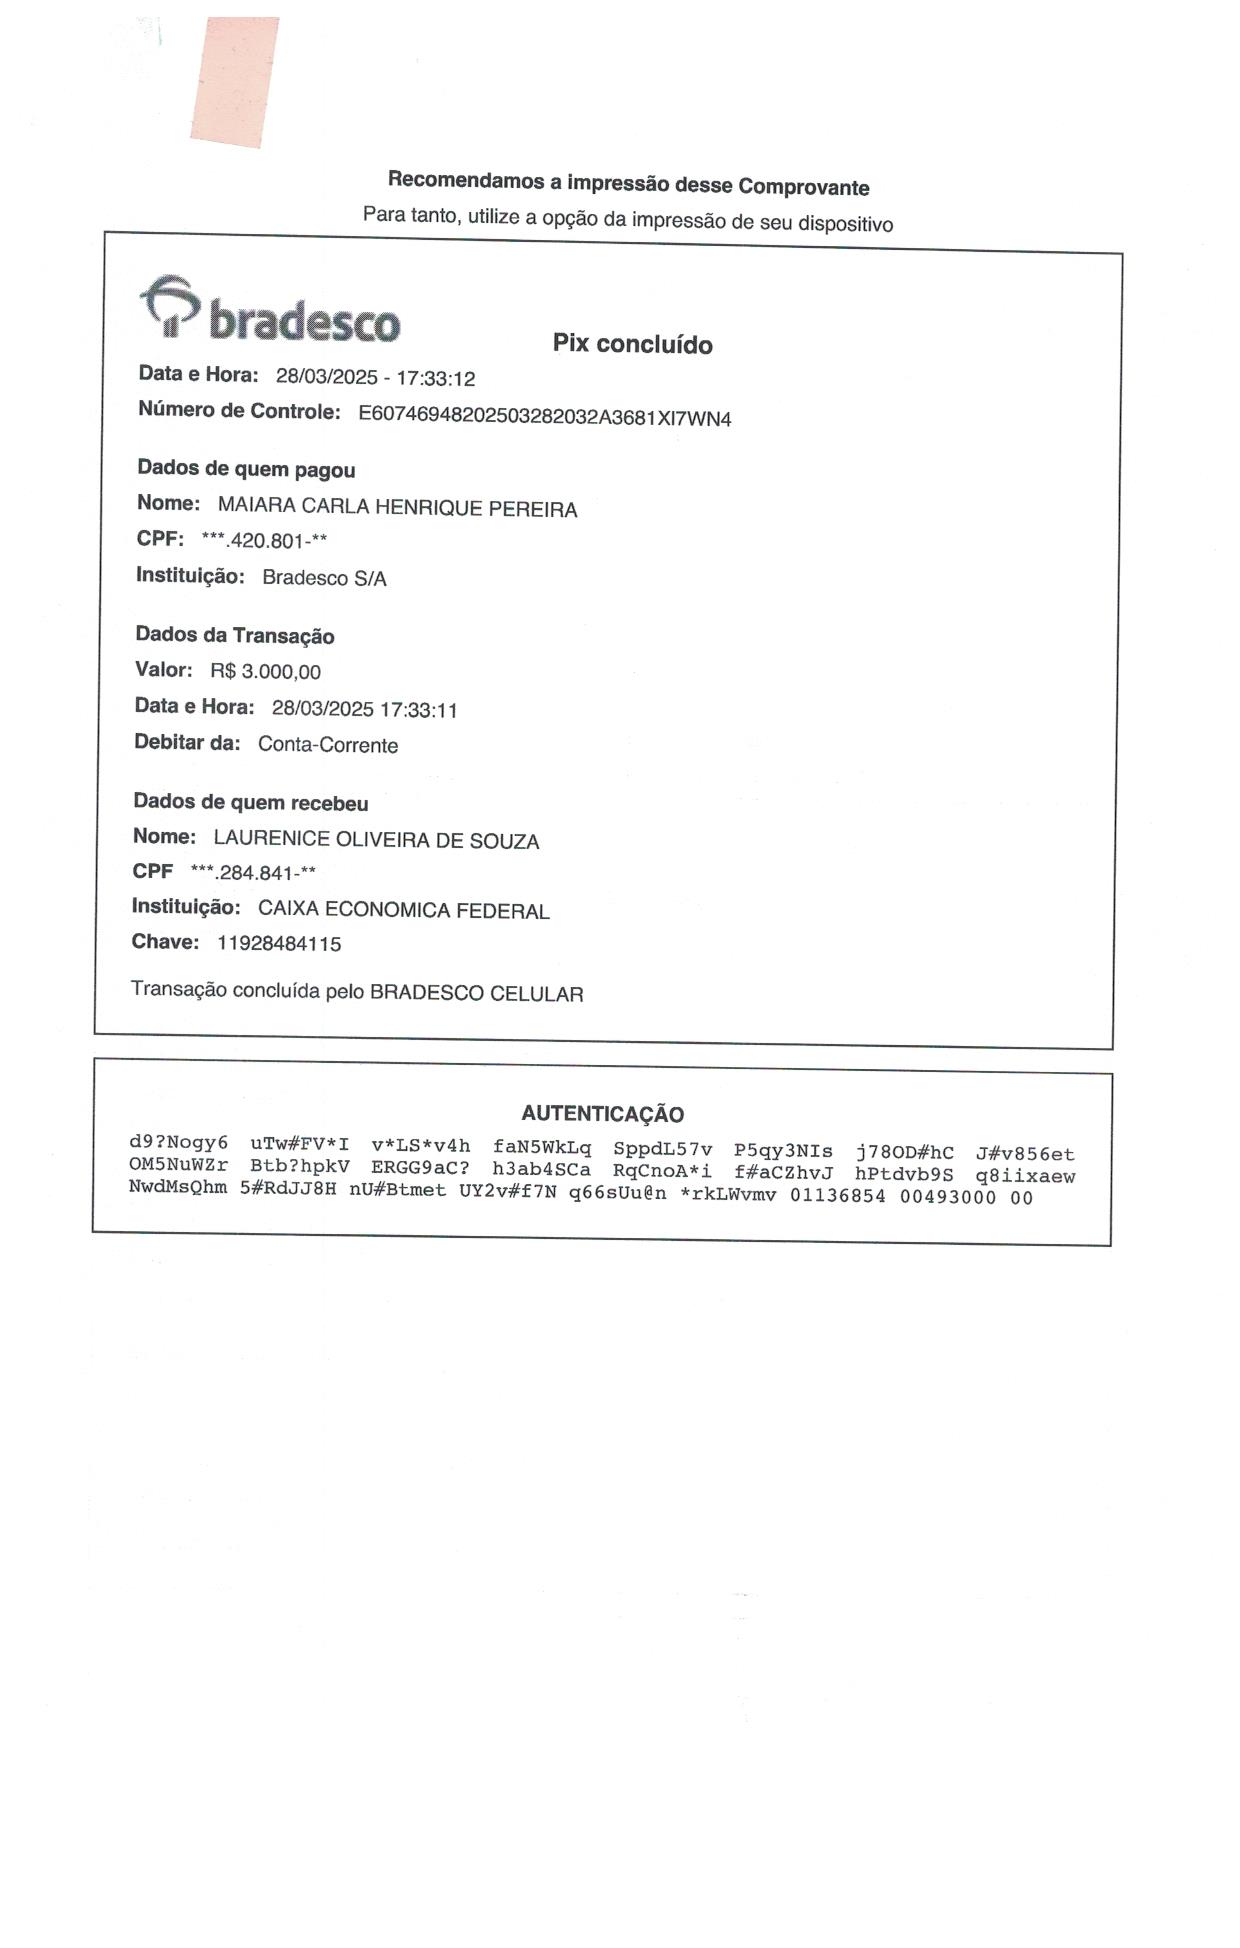 Recomendamos a impressão desse Comprovante
Para tanto, utilize a opção da impressão de seu dispositivo
bradesco
Pix concluído
Data e Hora: 28/03/2025 - 17:33:12
Número de Controle: E60746948202503282032A3681XI7WN4
Dados de quem pagou
Nome: MAIARA CARLA HENRIQUE PEREIRA
CPF: ***.420.801-**
Instituição: Bradesco S/A
Dados da Transação
Valor: R$ 3.000,00
Data e Hora: 28/03/2025 17:33:11
Debitar da: Conta-Corrente
Dados de quem recebeu
Nome: LAURENICE OLIVEIRA DE SOUZA
CPF ***.284.841-**
Instituição: CAIXA ECONOMICA FEDERAL
Chave: 11928484115
Transação concluída pelo BRADESCO CELULAR
AUTENTICAÇÃO
d9?Nogy6 uTw#FV*I v*LS*v4h faN5WkLq SppdL57v P5qy3NIs j78OD#hC J#v856et
OM5NuWZr Btb?hpkV ERGG9aC? h3ab4SCa RqCnoA*i f#aCZhvJ hPtdvb9S q8iixaew
NwdMsQhm 5#RdJJ8H nU#Btmet UY2v#f7N q66sUu@n *rkLWvmv 01136854 00493000 00